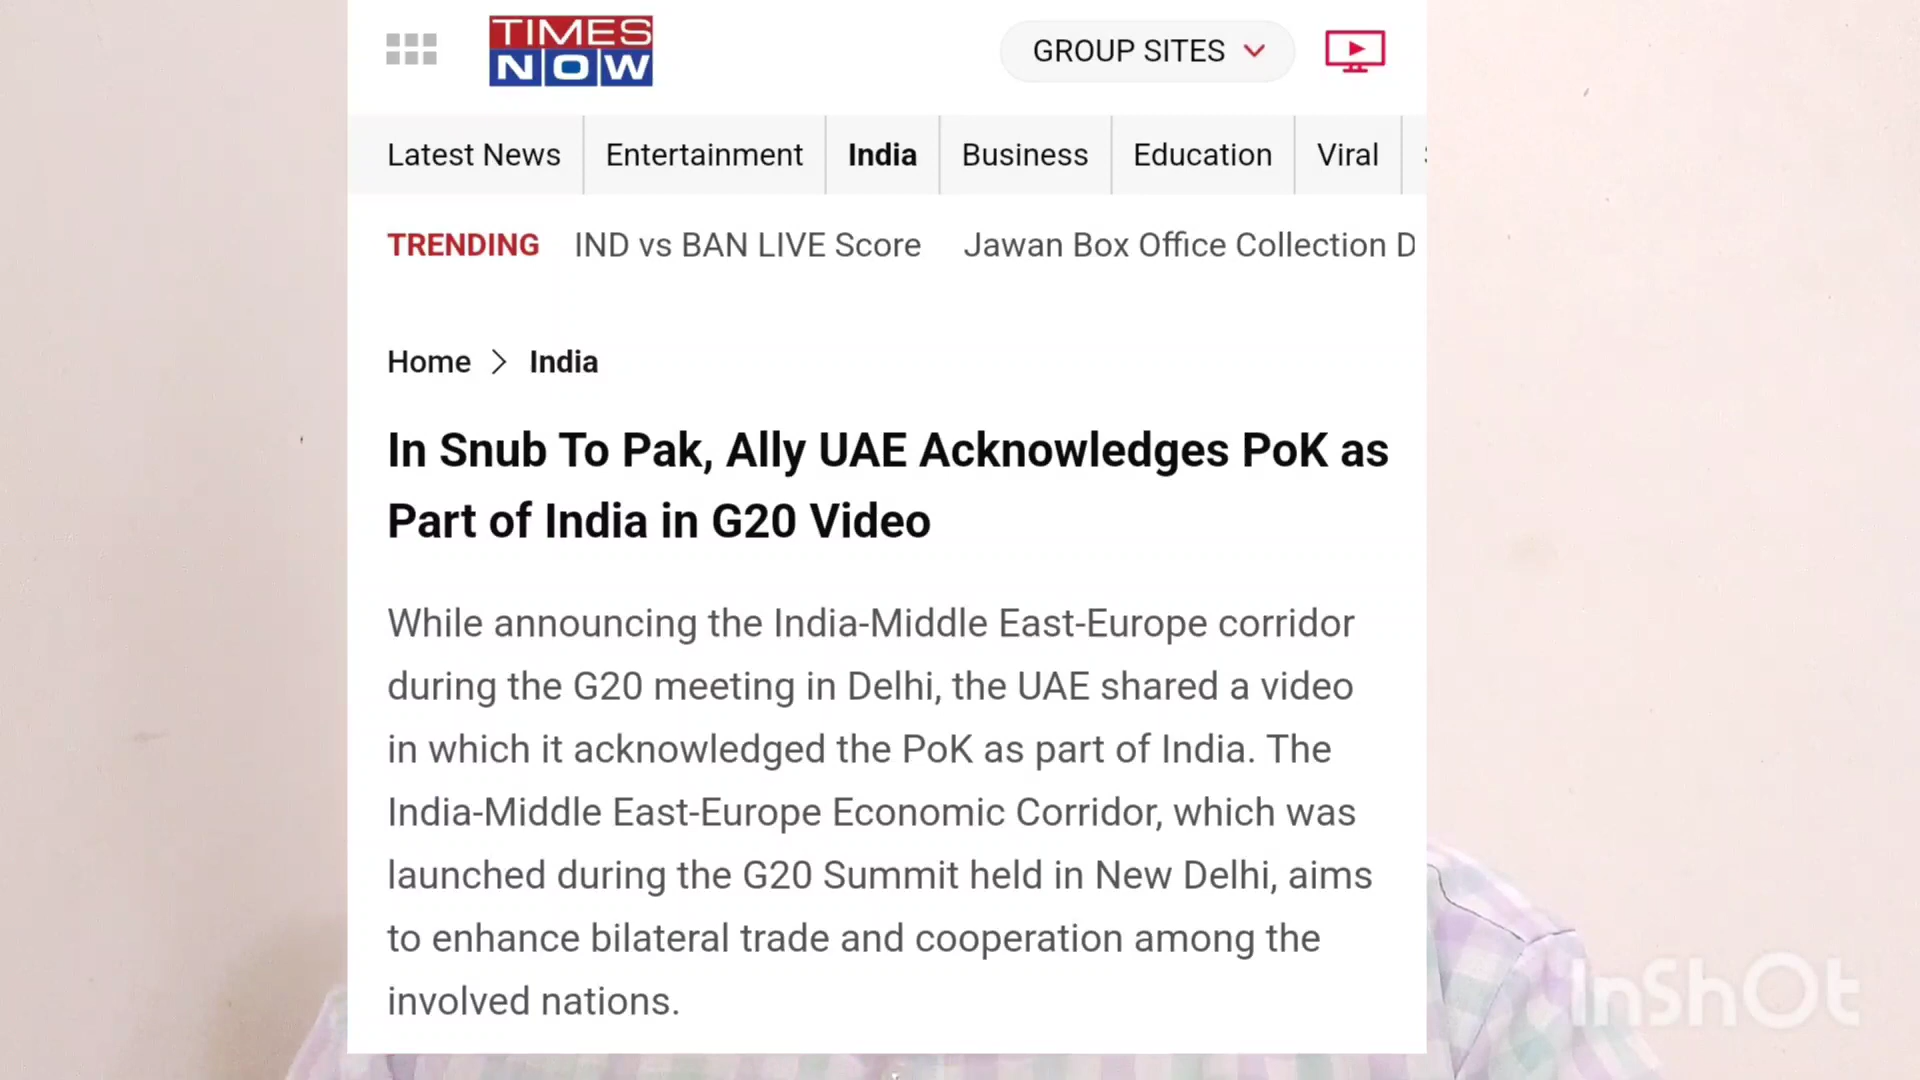 TIMES
NOW
GROUP SITES
Latest News
Entertainment
India
Business
Education
Viral
TRENDING
IND vs BAN LIVE Score
Jawan Box Office Collection D
Home > India
In Snub To Pak, Ally UAE Acknowledges PoK as
Part of India in G20 Video
While announcing the India-Middle East-Europe corridor
during the G20 meeting in Delhi, the UAE shared a video
in which it acknowledged the PoK as part of India. The
India-Middle East-Europe Economic Corridor, which was
launched during the G20 Summit held in New Delhi, aims
to enhance bilateral trade and cooperation among the
involved nations.
InShOt